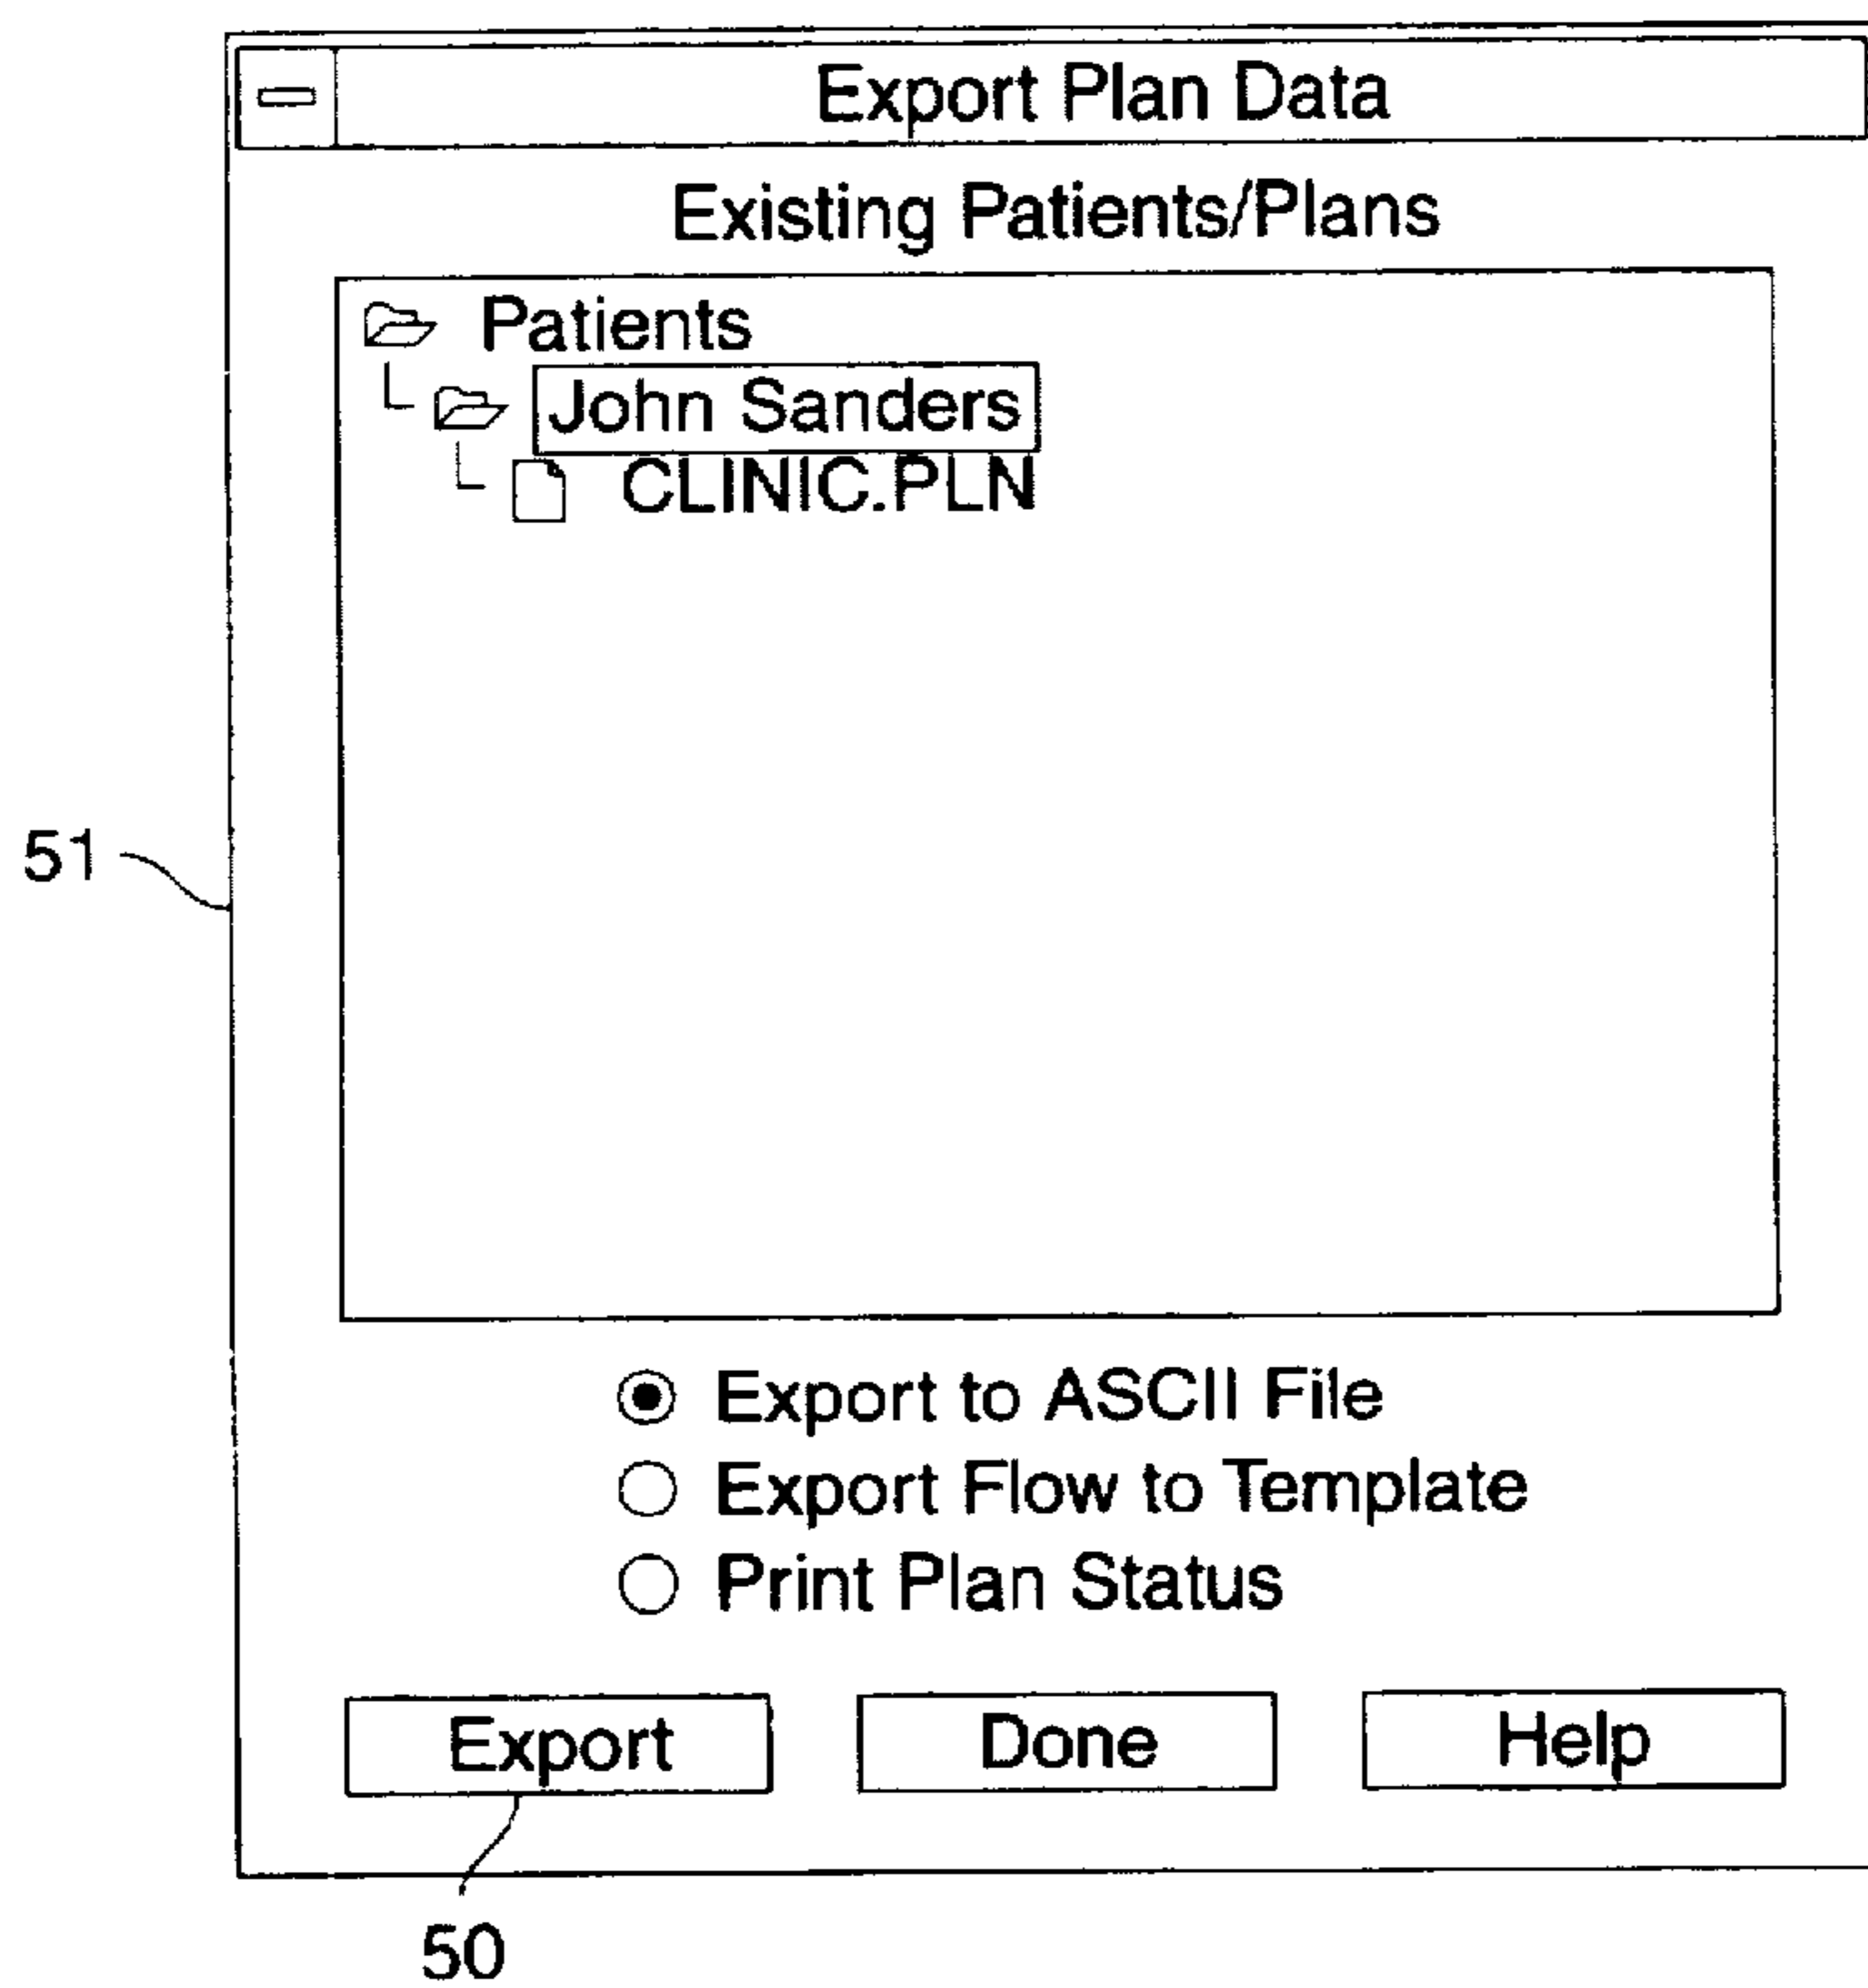 Export Plan Data
Existing Patients/Plans
Patients
John Sanders
CLINIC.PLN
51
Export to ASCII File
Export Flow to Template
Print Plan Status
Export Done Help
50